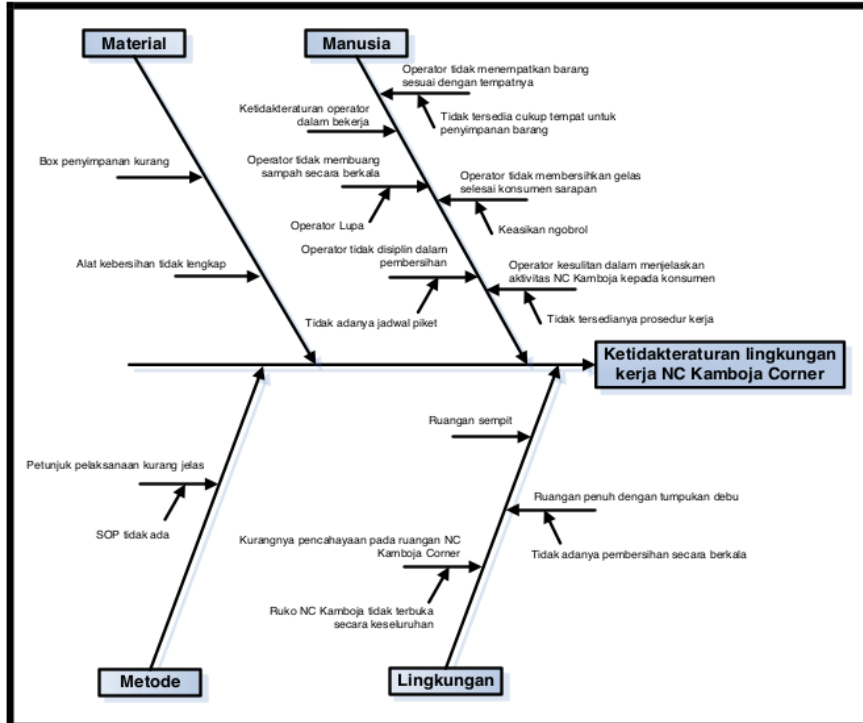 Material
Manusia
Operator tidak menempatkan barang
sesuai dengan tempatnya
Ketidakteraturan operator
dalam bekerja
Tidak tersedia cukup tempat untuk
penyimpanan barang
Box penyimpanan kurang
Operator tidak membuang
sampah secara berkala
Operator tidak membersihkan gelas
selesai konsumen sarapan
Operator Lupa
Keasikan ngobrol
Operator tidak disiplin dalam
pembersihan
Alat kebersihan tidak lengkap
Operator kesulitan dalam menjelaskan
aktivitas NC Kamboja kepada konsumen
Tidak adanya jadwal piket
Tidak tersedianya prosedur kerja
Ketidakteraturan lingkungan
kerja NC Kamboja Corner
Ruangan sempit
Petunjuk pelaksanaan kurang jelas
SOP tidak ada
Ruangan penuh dengan tumpukan debu
Kurangnya pencahayaan pada ruangan NC
Kamboja Corner
Tidak adanya pembersihan secara berkala
Ruko NC Kamboja tidak terbuka
secara keseluruhan
Metode
Lingkungan